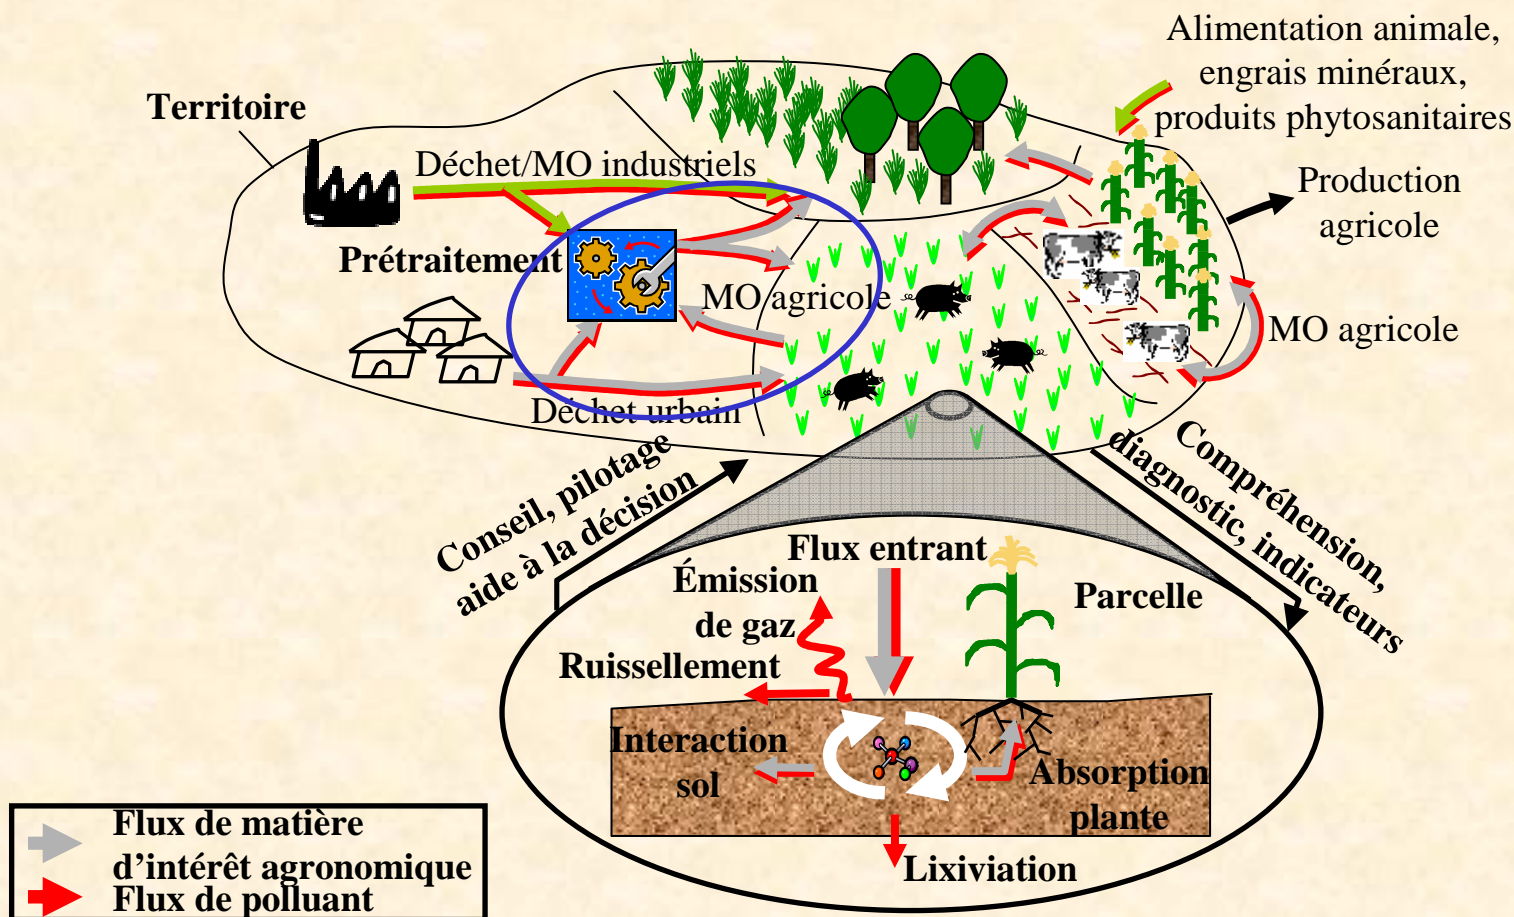 Alimentation animale,
engrais minéraux,
produits phytosanitaires
Territoire
Déchet/MO industriels
Production
agricole
Prétraitement
MO agricole
MO agricole
Déchet urbain
Conseil, pilotage
aide à la décision
Compréhension,
diagnostic, indicateurs
Flux entrant
Émission
de gaz
Parcelle
Ruissellement
Interaction
sol
Absorption
plante
Lixiviation
Flux de matière
d’intérêt agronomique
Flux de polluant